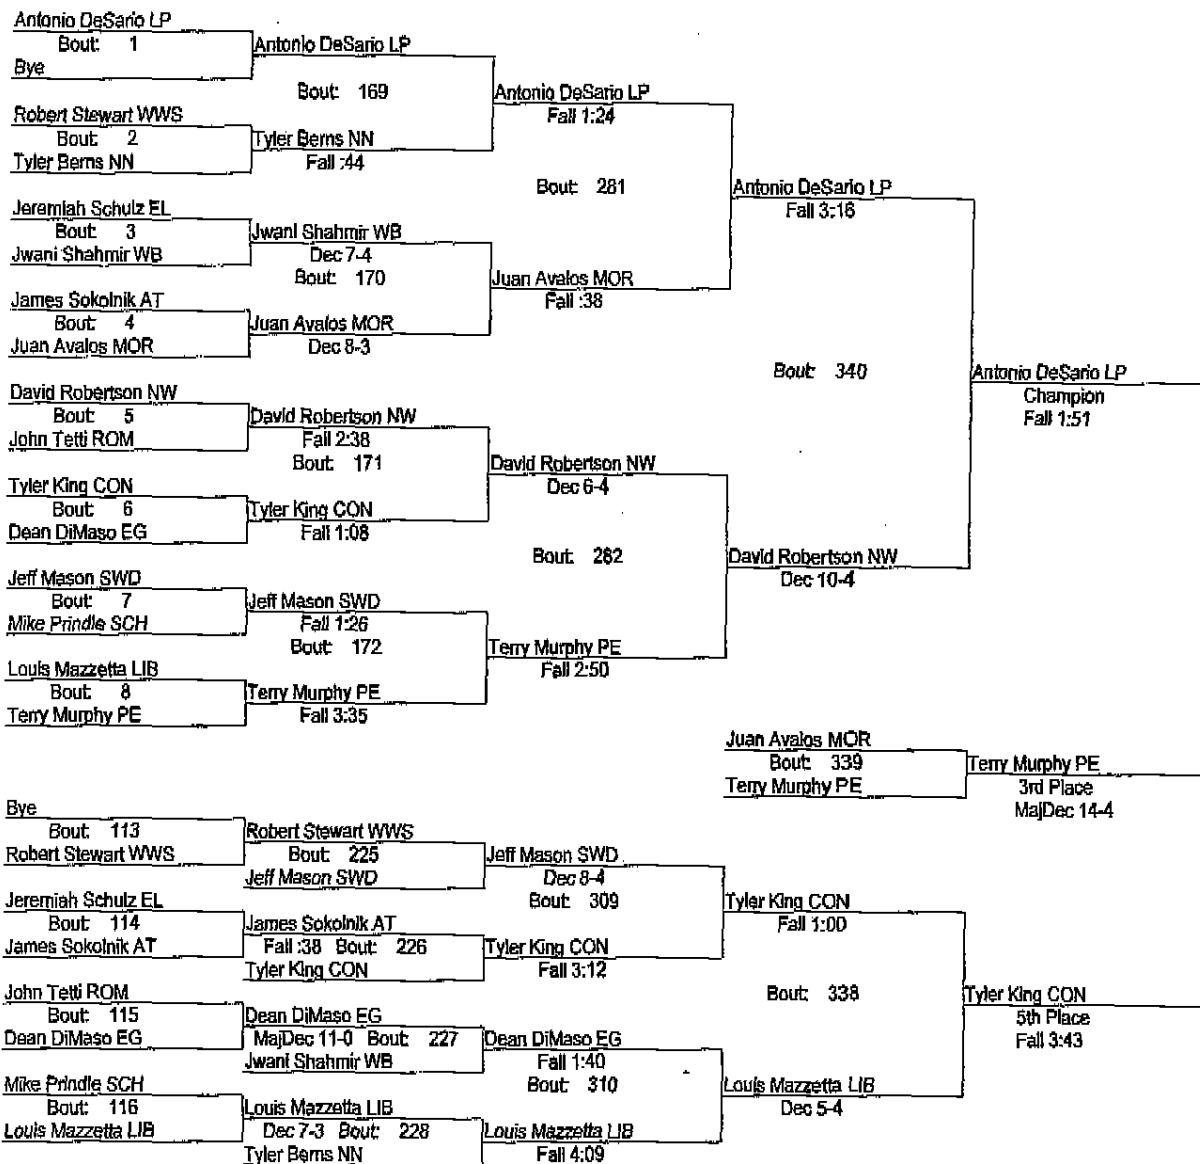 Antonio DeSario LP
Bout: 1
Bye
Antonio DeSario LP
Bout: 169
Robert Stewart WWS
Bout: 2
Tyler Berns NN
Tyler Berns NN
Fall :44
Antonio DeSario LP
Fall 1:24
Bout: 281
Jeremiah Schulz EL
Bout: 3
Jwani Shahmir WB
Jwani Shahmir WB
Dec 7-4
Bout: 170
James Sokolnik AT
Bout: 4
Juan Avalos MOR
Juan Avalos MOR
Dec 8-3
Juan Avalos MOR
Fall :38
Antonio DeSario LP
Fall 3:16
Bout: 340
David Robertson NW
Bout: 5
John Tetti ROM
David Robertson NW
Fall 2:38
Bout: 171
Tyler King CON
Bout: 6
Dean DiMaso EG
Tyler King CON
Fall 1:08
David Robertson NW
Dec 6-4
Bout: 282
Jeff Mason SWD
Bout: 7
Mike Prindle SCH
Jeff Mason SWD
Fall 1:26
Bout: 172
Louis Mazzetta LIB
Bout: 8
Terry Murphy PE
Terry Murphy PE
Fall 3:35
Terry Murphy PE
Fall 2:50
David Robertson NW
Dec 10-4
Antonio DeSario LP
Champion
Fall 1:51
Juan Avalos MOR
Bout: 339
Terry Murphy PE
Terry Murphy PE
3rd Place
MajDec 14-4
Bye
Bout: 113
Robert Stewart WWS
Robert Stewart WWS
Bout: 225
Jeff Mason SWD
Jeff Mason SWD
Dec 8-4
Bout: 309
Jeremiah Schulz EL
Bout: 114
James Sokolnik AT
James Sokolnik AT
Fall :38 Bout: 226
Tyler King CON
Tyler King CON
Fall 3:12
Tyler King CON
Fall 1:00
Bout: 338
John Tetti ROM
Bout: 115
Dean DiMaso EG
Dean DiMaso EG
MajDec 11-0 Bout: 227
Jwani Shahmir WB
Dean DiMaso EG
Fall 1:40
Bout: 310
Mike Prindle SCH
Bout: 116
Louis Mazzetta LIB
Louis Mazzetta LIB
Dec 7-3 Bout: 228
Tyler Berns NN
Louis Mazzetta LIB
Fall 4:09
Louis Mazzetta LIB
Dec 5-4
Tyler King CON
5th Place
Fall 3:43